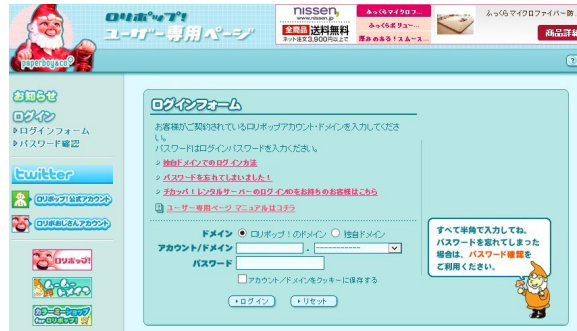 ロリポップ!
ユーザー専用ページ
nissen,
www.nissen.jp
全商品 送料無料
ネット注文3,900円以上で
ふっくらマイクロフ...
ふっくらボリュー...
厚みのある!スムース...
ふっくらマイクロファイバー防
商品詳細
paperboy&co.
?
お知らせ
ログイン
ログインフォーム
パスワード確認
twitter
ロリポップ!公式アカウント
ロリポおじさんアカウント
ロリポップ!
ムームードメイン
カラーミーショップ
ログインフォーム
お客様がご契約されているロリポップアカウント・ドメインを入力してくださ
い。
パスワードはログインパスワードを入力ください。
独自ドメインでのログイン方法
パスワードを忘れてしまいました!
チカッパ!レンタルサーバーのログインIDをお持ちのお客様はこちら
ユーザー専用ページ マニュアルはコチラ
ドメイン ロリポップ!のドメイン 独自ドメイン
アカウント/ドメイン . -----------
パスワード
アカウント/ドメインをクッキーに保存する
ログイン リセット
すべて半角で入力してね。
パスワードを忘れてしまった
場合は、パスワード確認を
ご利用ください。